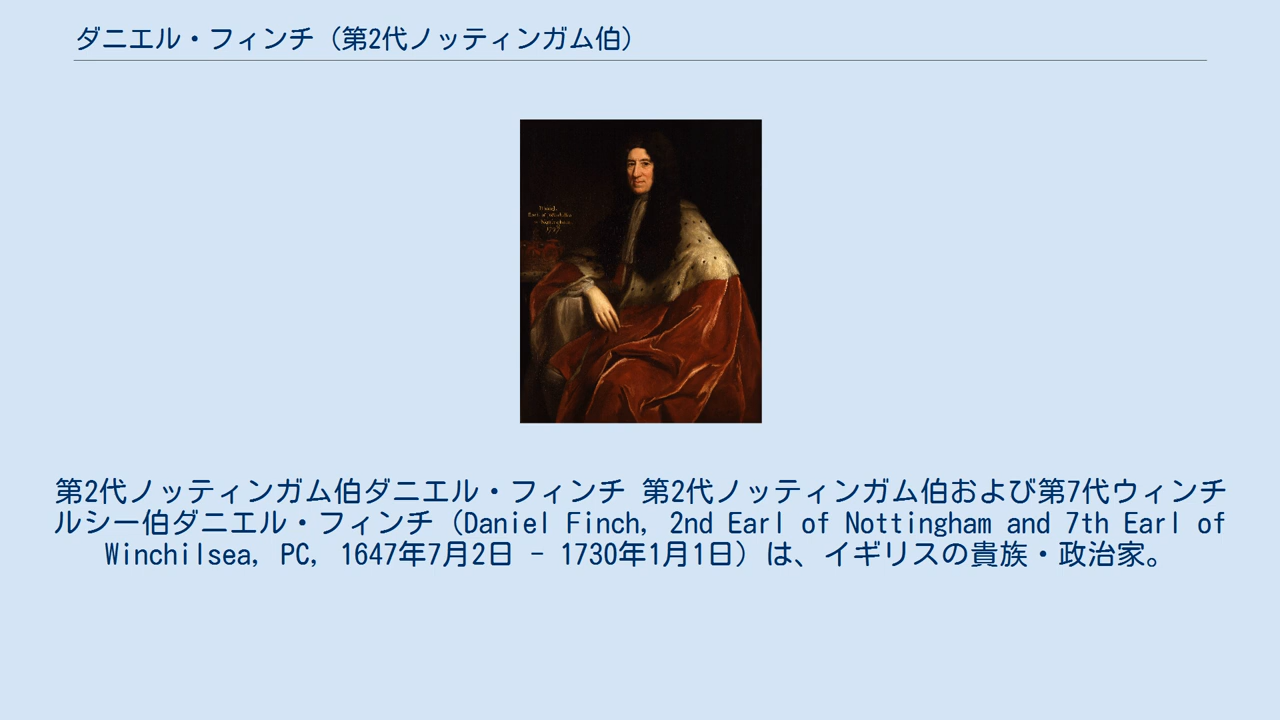 ダニエル・フィンチ（第2代ノッティンガム伯）
Earl of
1727
第2代ノッティンガム伯ダニエル・フィンチ 第2代ノッティンガム伯および第7代ウィンチ
ルシー伯ダニエル・フィンチ（Daniel Finch, 2nd Earl of Nottingham and 7th Earl of
Winchilsea, PC, 1647年7月2日 - 1730年1月1日）は、イギリスの貴族・政治家。